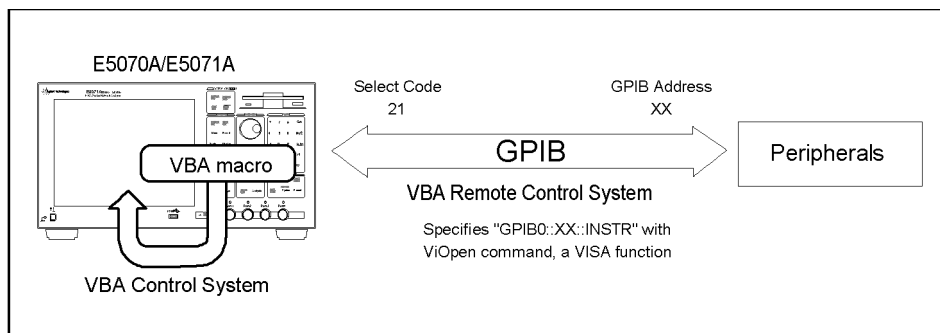 E5070A/E5071A
Select Code
21
GPIB Address
XX
VBA macro
GPIB
Peripherals
VBA Remote Control System
Specifies "GPIB0::XX::INSTR" with
ViOpen command, a VISA function
VBA Control System